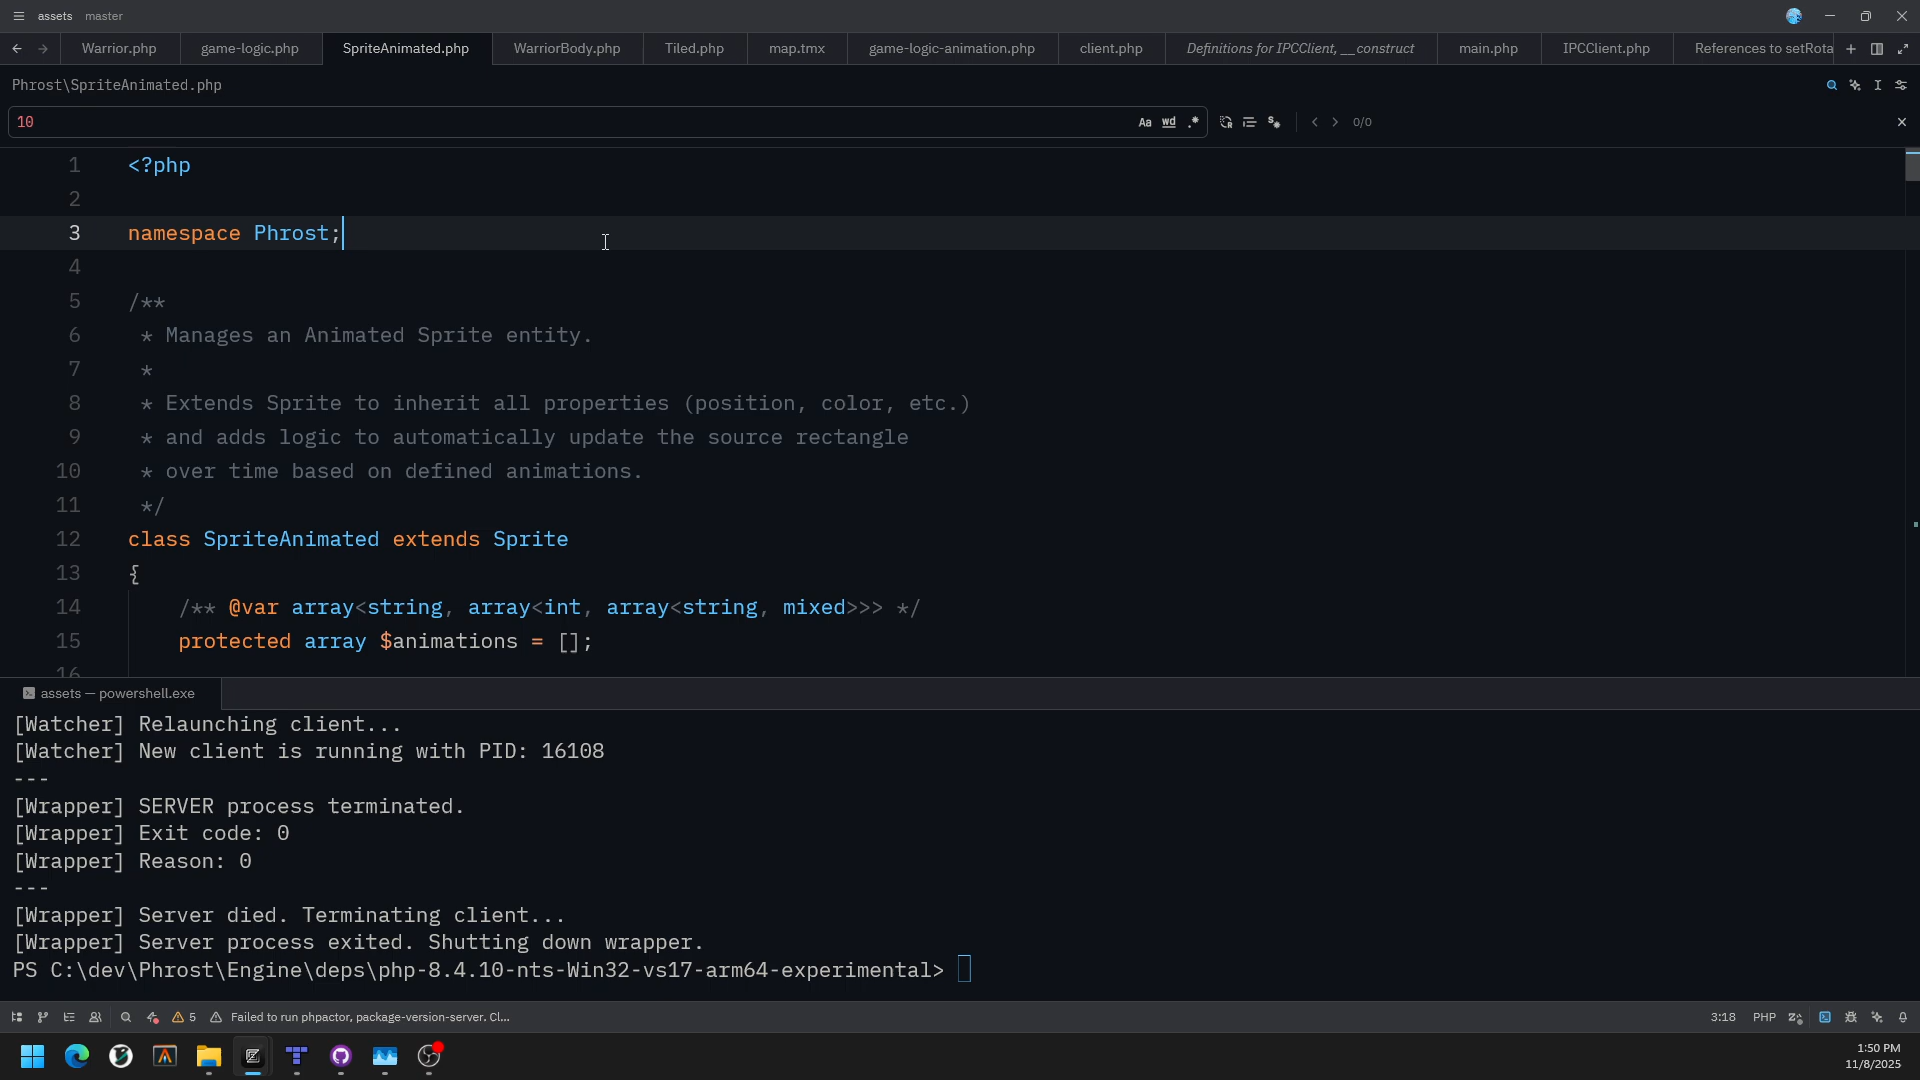 assets master
Warrior.php game-logic.php SpriteAnimated.php WarriorBody.php Tiled.php map.tmx game-logic-animation.php client.php Definitions for IPCClient, __construct main.php IPCClient.php References to setRota
Phrost\SpriteAnimated.php
10 Aa wd .* 0/0
1 <?php
2
3 namespace Phrost;
4
5 /**
6 * Manages an Animated Sprite entity.
7 *
8 * Extends Sprite to inherit all properties (position, color, etc.)
9 * and adds logic to automatically update the source rectangle
10 * over time based on defined animations.
11 */
12 class SpriteAnimated extends Sprite
13 {
14 /** @var array<string, array<int, array<string, mixed>>> */
15 protected array $animations = [];
16
assets — powershell.exe
[Watcher] Relaunching client...
[Watcher] New client is running with PID: 16108
---
[Wrapper] SERVER process terminated.
[Wrapper] Exit code: 0
[Wrapper] Reason: 0
---
[Wrapper] Server died. Terminating client...
[Wrapper] Server process exited. Shutting down wrapper.
PS C:\dev\Phrost\Engine\deps\php-8.4.10-nts-Win32-vs17-arm64-experimental>
5 Failed to run phpactor, package-version-server. Cl... 3:18 PHP
1:50 PM
11/8/2025